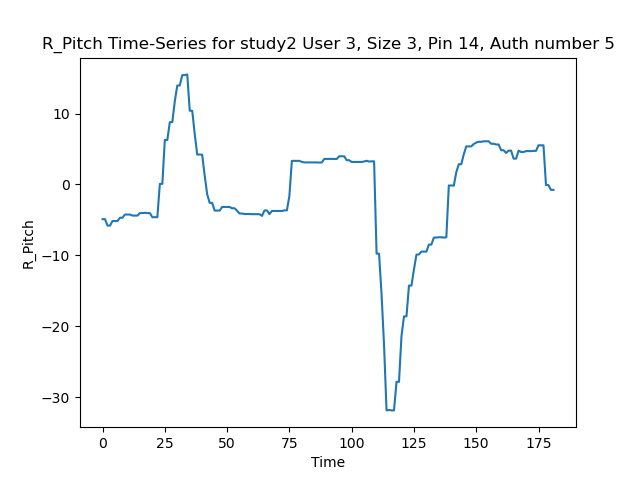 R_Pitch Time-Series for study2 User 3, Size 3, Pin 14, Auth number 5
R_Pitch
10
0
−10
−20
−30
0 25 50 75 100 125 150 175
Time